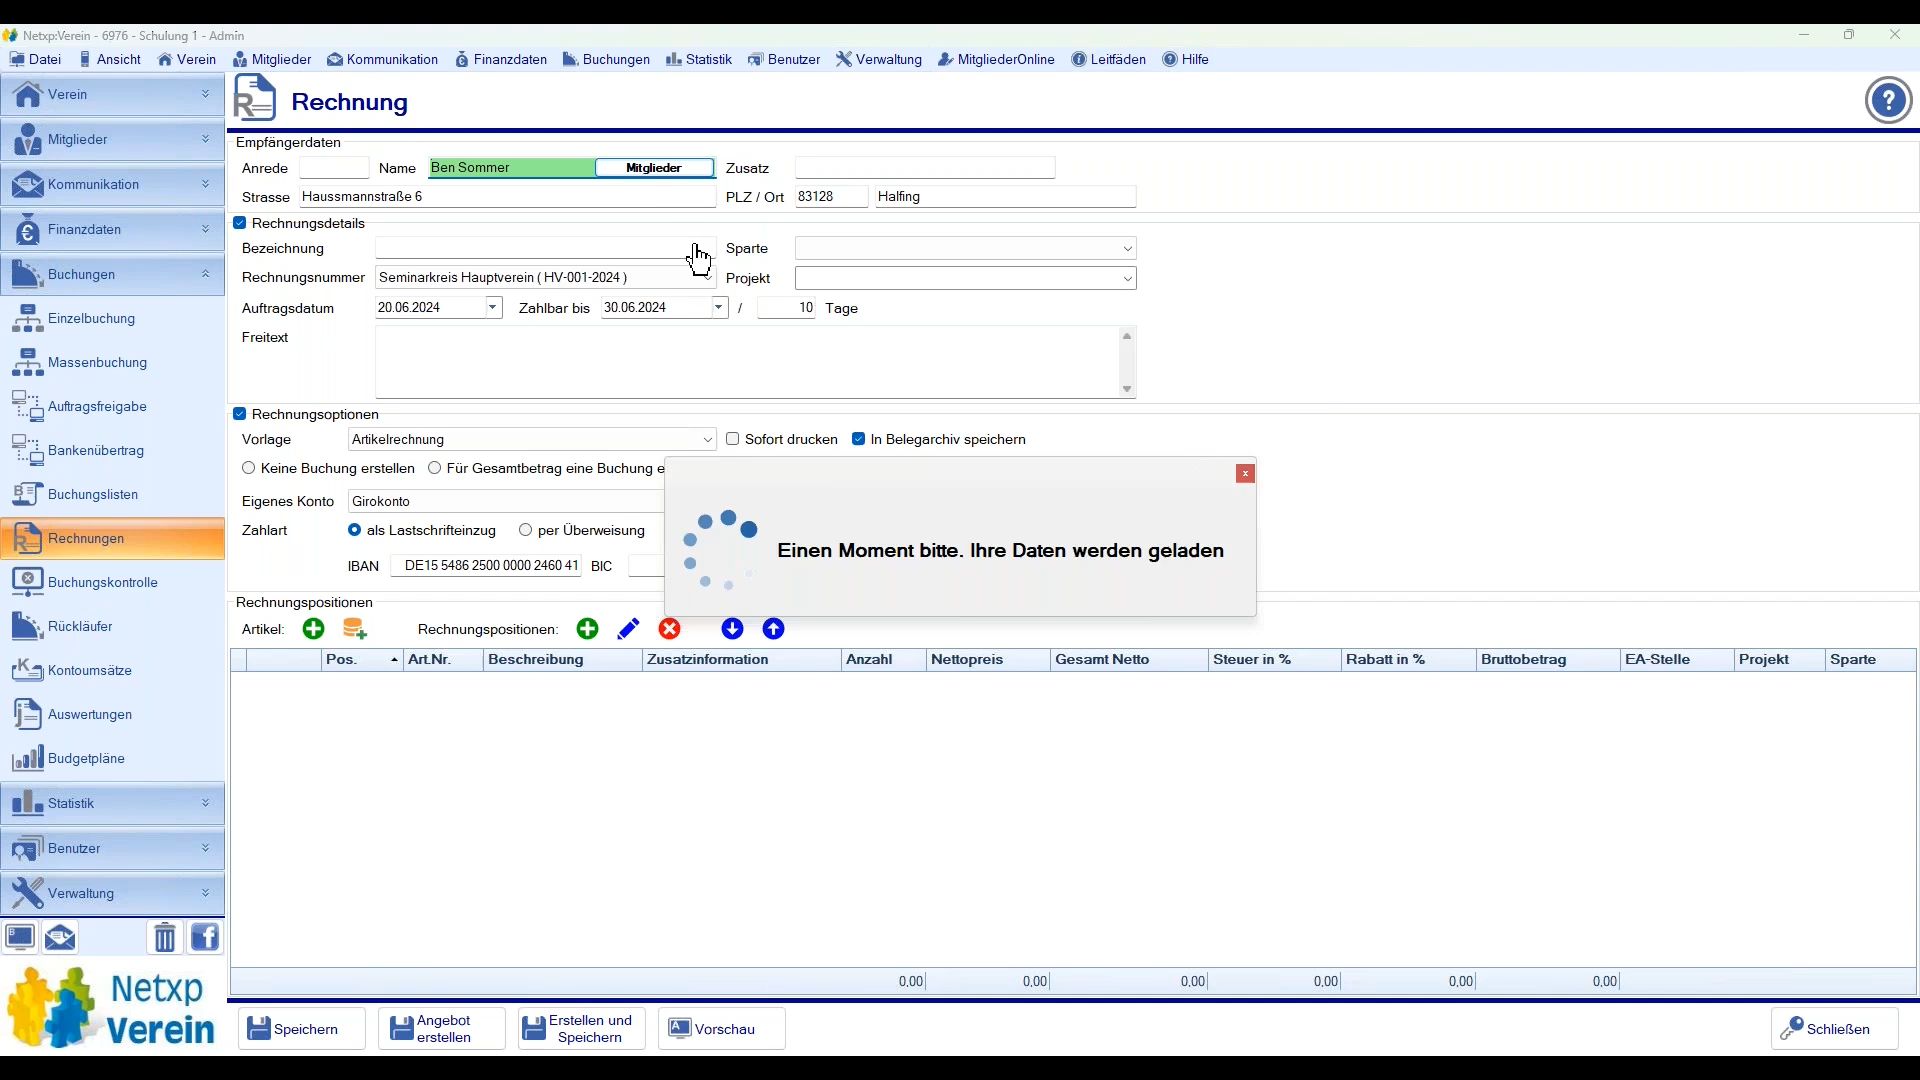 Netxp:Verein - 6976 - Schulung 1 - Admin
Datei Ansicht Verein Mitglieder Kommunikation Finanzdaten Buchungen Statistik Benutzer Verwaltung MitgliederOnline Leitfäden Hilfe
Verein
Mitglieder
Kommunikation
Finanzdaten
Buchungen
Einzelbuchung
Massenbuchung
Auftragsfreigabe
Bankenübertrag
Buchungslisten
Rechnungen
Buchungskontrolle
Rückläufer
Kontoumsätze
Auswertungen
Budgetpläne
Statistik
Benutzer
Verwaltung
Netxp
Verein
Rechnung
Empfängerdaten
Anrede Name Ben Sommer Mitglieder Zusatz
Strasse Haussmannstraße 6 PLZ / Ort 83128 Halfing
Rechnungsdetails
Bezeichnung Sparte
Rechnungsnummer Seminarkreis Hauptverein ( HV-001-2024 ) Projekt
Auftragsdatum 20.06.2024 Zahlbar bis 30.06.2024 / 10 Tage
Freitext
Rechnungsoptionen
Vorlage Artikelrechnung Sofort drucken In Belegarchiv speichern
Keine Buchung erstellen Für Gesamtbetrag eine Buchung e
Eigenes Konto Girokonto
Zahlart als Lastschrifteinzug per Überweisung
IBAN DE15 5486 2500 0000 2460 41 BIC
x
Einen Moment bitte. Ihre Daten werden geladen
Rechnungspositionen
Artikel: Rechnungspositionen:
Pos. Art.Nr. Beschreibung Zusatzinformation Anzahl Nettopreis Gesamt Netto Steuer in % Rabatt in % Bruttobetrag EA-Stelle Projekt Sparte
0,00 0,00 0,00 0,00 0,00 0,00
Speichern
Angebot
erstellen
Erstellen und
Speichern
Vorschau
Schließen